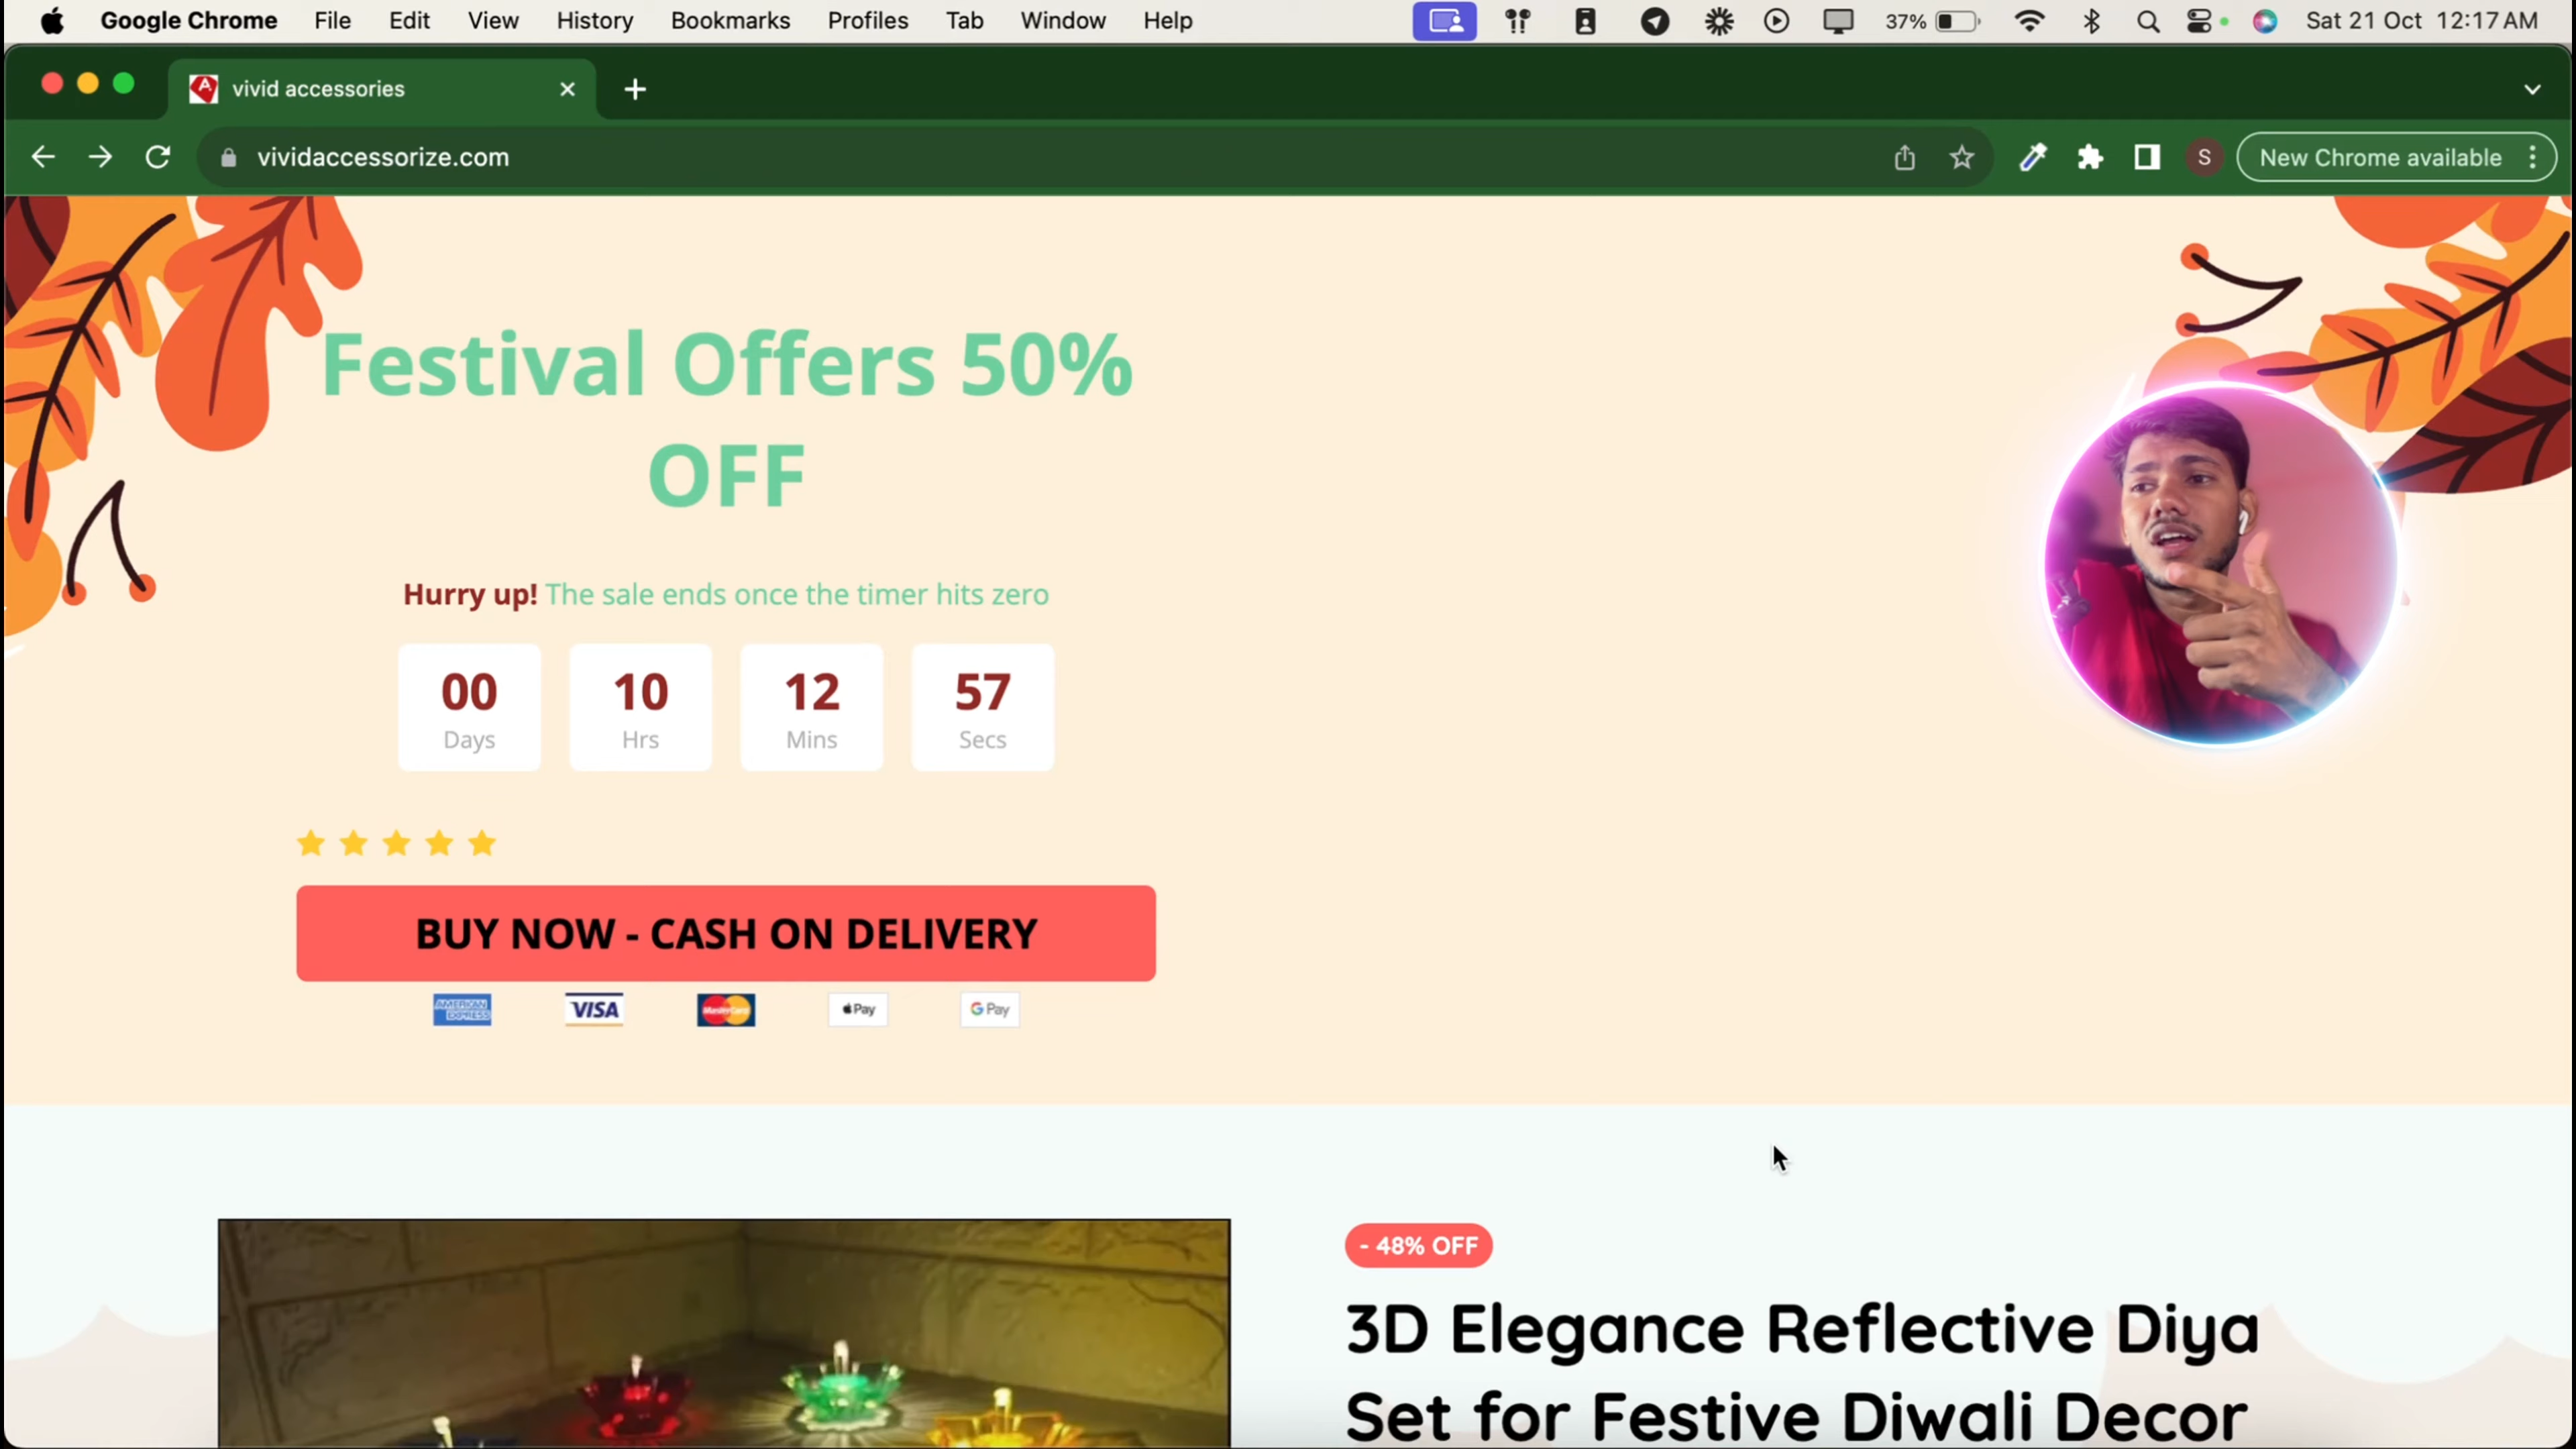 Google Chrome File Edit View History Bookmarks Profiles Tab Window Help 37% Sat 21 Oct 12:17 AM
vivid accessories
vividaccessorize.com S New Chrome available
Festival Offers 50%
OFF
Hurry up! The sale ends once the timer hits zero
00 10 12 57
Days Hrs Mins Secs
BUY NOW - CASH ON DELIVERY
AMERICAN EXPRESS VISA MasterCard Pay G Pay
- 48% OFF
3D Elegance Reflective Diya
Set for Festive Diwali Decor